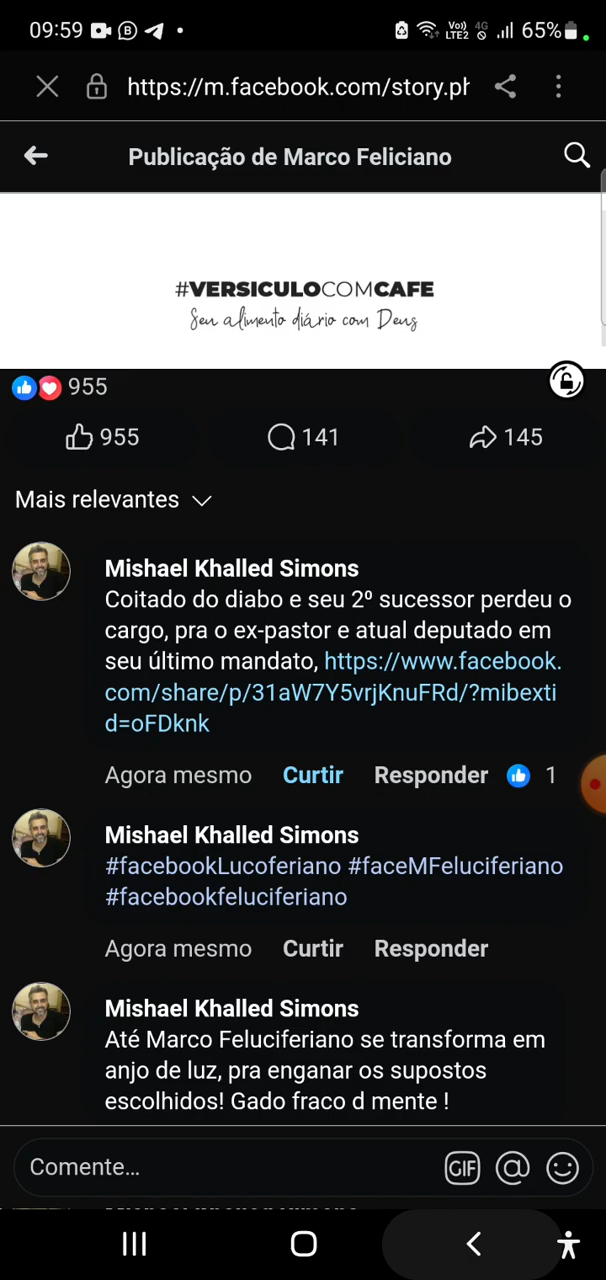 09:59
Vo))
LTE2
4G
65%
https://m.facebook.com/story.ph
Publicação de Marco Feliciano
#VERSICULOCOMCAFE
Seu alimento diário com Deus
955
955
141
145
Mais relevantes
Mishael Khalled Simons
Coitado do diabo e seu 2º sucessor perdeu o
cargo, pra o ex-pastor e atual deputado em
seu último mandato, https://www.facebook.
com/share/p/31aW7Y5vrjKnuFRd/?mibexti
d=oFDknk
Agora mesmo Curtir Responder 1
Mishael Khalled Simons
#facebookLucoferiano #faceMFeluciferiano
#facebookfeluciferiano
Agora mesmo Curtir Responder
Mishael Khalled Simons
Até Marco Feluciferiano se transforma em
anjo de luz, pra enganar os supostos
escolhidos! Gado fraco d mente !
Comente…
GIF